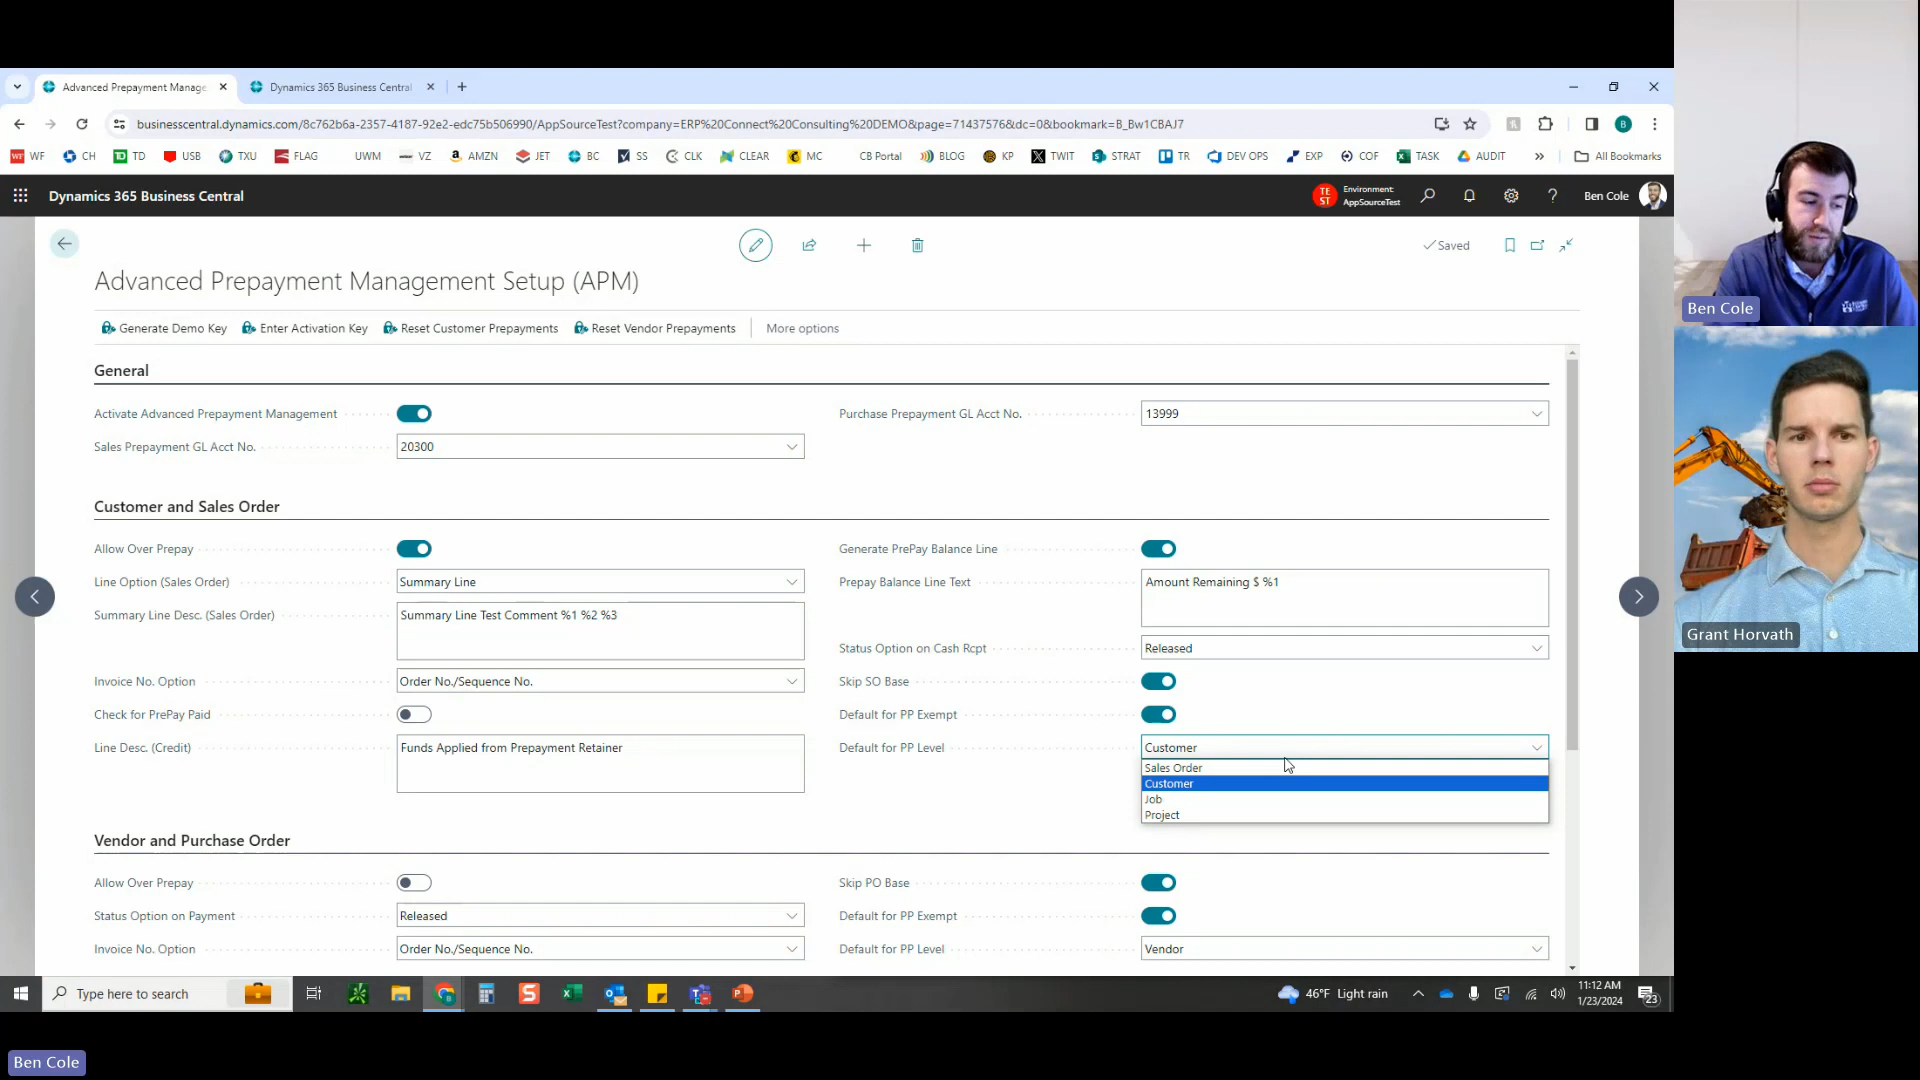 Advanced Prepayment Manage
Dynamics 365 Business Central
businesscentral.dynamics.com/8c762b6a-2357-4187-92e2-edc75b506990/AppSourceTest?company=ERP%20Connect%20Consulting%20DEMO&page=71437576&dc=0&bookmark=B_Bw1CBAJ7
B
WF CH TD USB TXU FLAG UWM VZ AMZN JET BC SS CLK CLEAR MC CB Portal BLOG KP TWIT STRAT TR DEV OPS EXP COF TASK AUDIT All Bookmarks
Dynamics 365 Business Central
TE ST
Environment:
AppSourceTest
Ben Cole
Saved
Advanced Prepayment Management Setup (APM)
Generate Demo Key Enter Activation Key Reset Customer Prepayments Reset Vendor Prepayments More options
General
Activate Advanced Prepayment Management
Purchase Prepayment GL Acct No. 13999
Sales Prepayment GL Acct No. 20300
Customer and Sales Order
Allow Over Prepay
Generate PrePay Balance Line
Line Option (Sales Order) Summary Line
Prepay Balance Line Text Amount Remaining $ %1
Summary Line Desc. (Sales Order) Summary Line Test Comment %1 %2 %3
Status Option on Cash Rcpt Released
Invoice No. Option Order No./Sequence No.
Skip SO Base
Check for PrePay Paid
Default for PP Exempt
Line Desc. (Credit) Funds Applied from Prepayment Retainer
Default for PP Level Customer
Sales Order
Customer
Job
Project
Vendor and Purchase Order
Allow Over Prepay
Skip PO Base
Status Option on Payment Released
Default for PP Exempt
Invoice No. Option Order No./Sequence No.
Default for PP Level Vendor
Type here to search
46°F Light rain
11:12 AM
1/23/2024
23
Ben Cole
Grant Horvath
Ben Cole